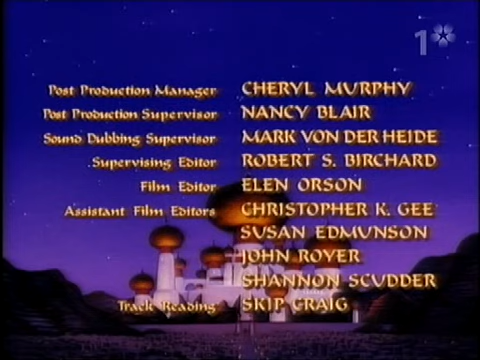 1
Post Production Manager CHERYL MURPHY
Post Production Supervisor NANCY BLAIR
Sound Dubbing Supervisor MARK VON DER HEIDE
Supervising Editor ROBERT S. BIRCHARD
Film Editor ELEN ORSON
Assistant Film Editors CHRISTOPHER K. GEE
SUSAN EDMUNSON
JOHN ROYER
SHANNON SCUDDER
Track Reading SKIP CRAIG